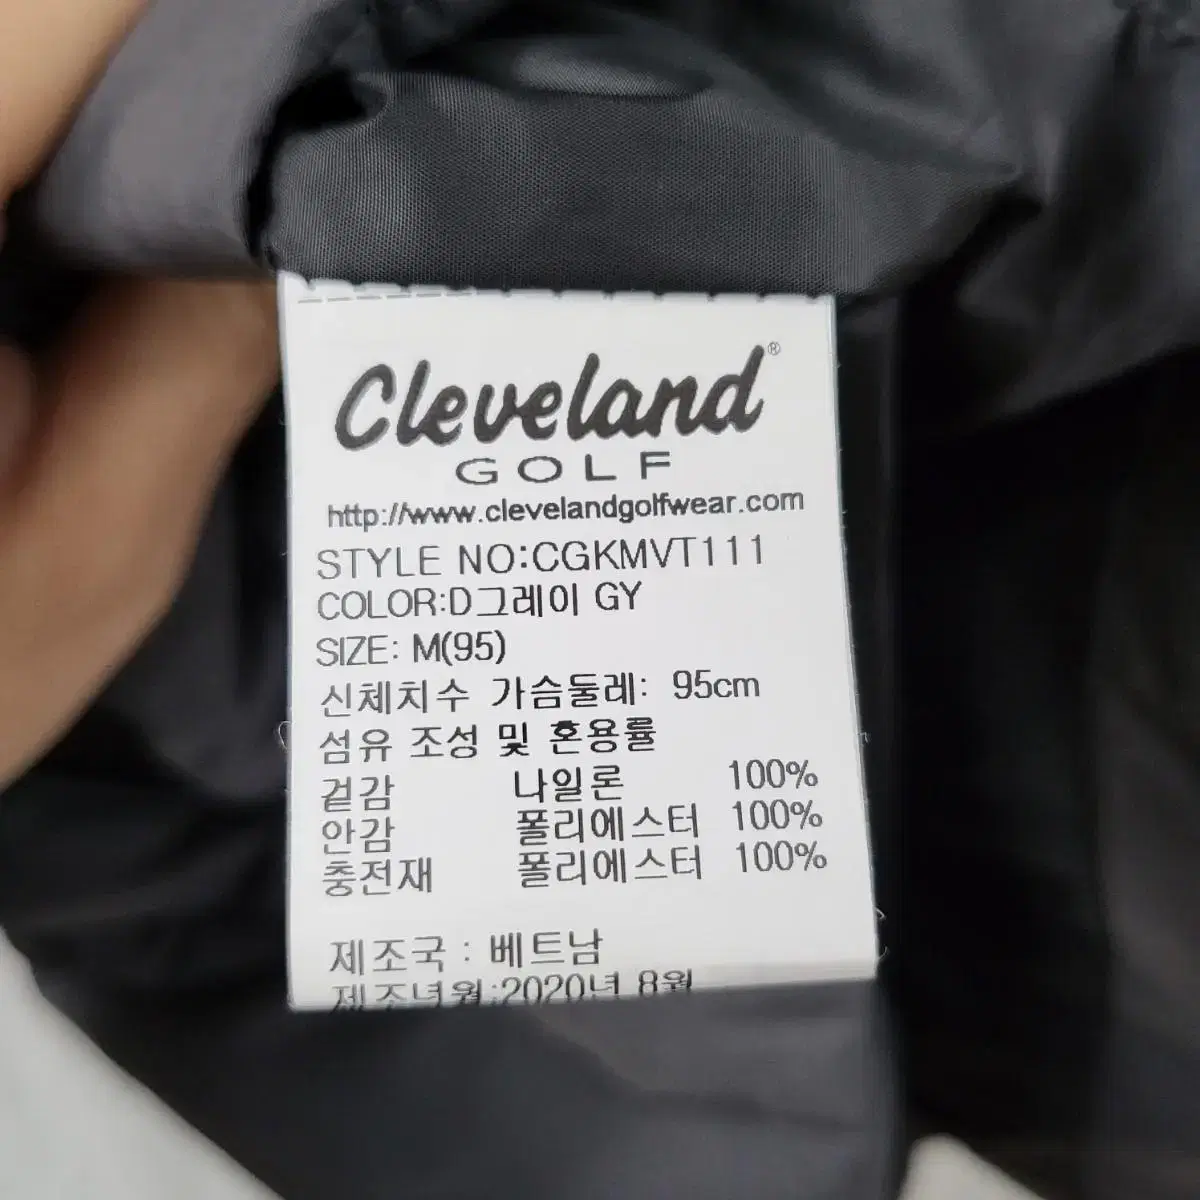 Cleveland®
GOLF
http://www.clevelandgolfwear.com
STYLE NO:CGKMVT111
COLOR:D그레이 GY
SIZE: M(95)
신체치수 가슴둘레: 95cm
섬유 조성 및 혼용률
겉감 나일론 100%
안감 폴리에스터 100%
충전재 폴리에스터 100%
제조국 : 베트남
제조년월:2020년 8월